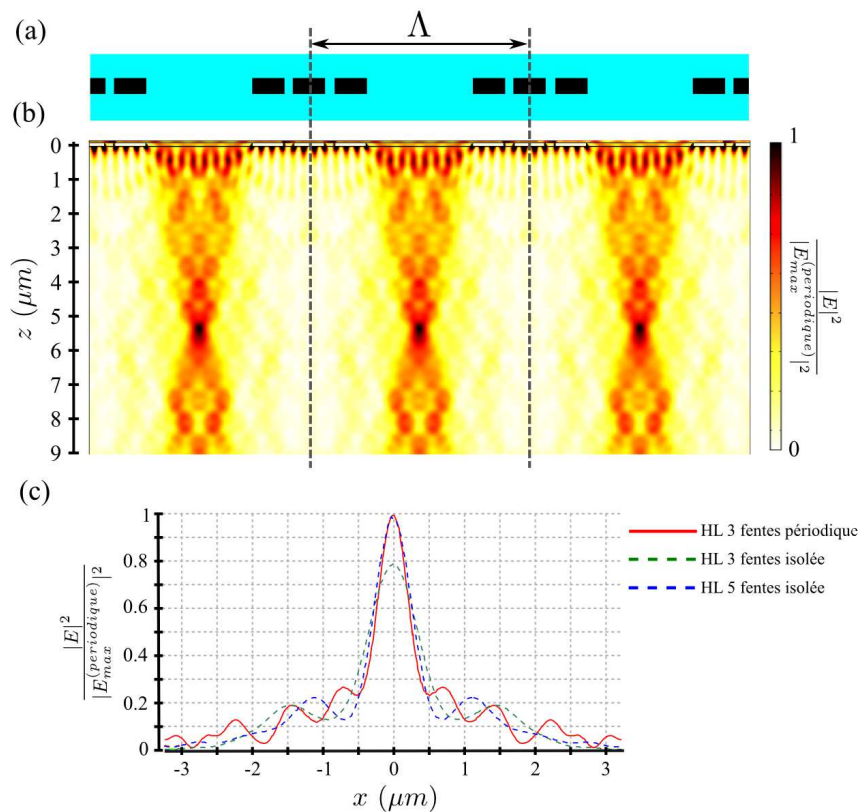 (a)
Λ
(b)
0
1
2
3
4
5
6
7
8
9
z (μm)
1
0
|E|²
|E_max^(periodique)|²
(c)
1
0.8
0.6
0.4
0.2
0
|E|²
|E_max^(periodique)|²
-3 -2 -1 0 1 2 3
x (μm)
HL 3 fentes périodique
HL 3 fentes isolée
HL 5 fentes isolée